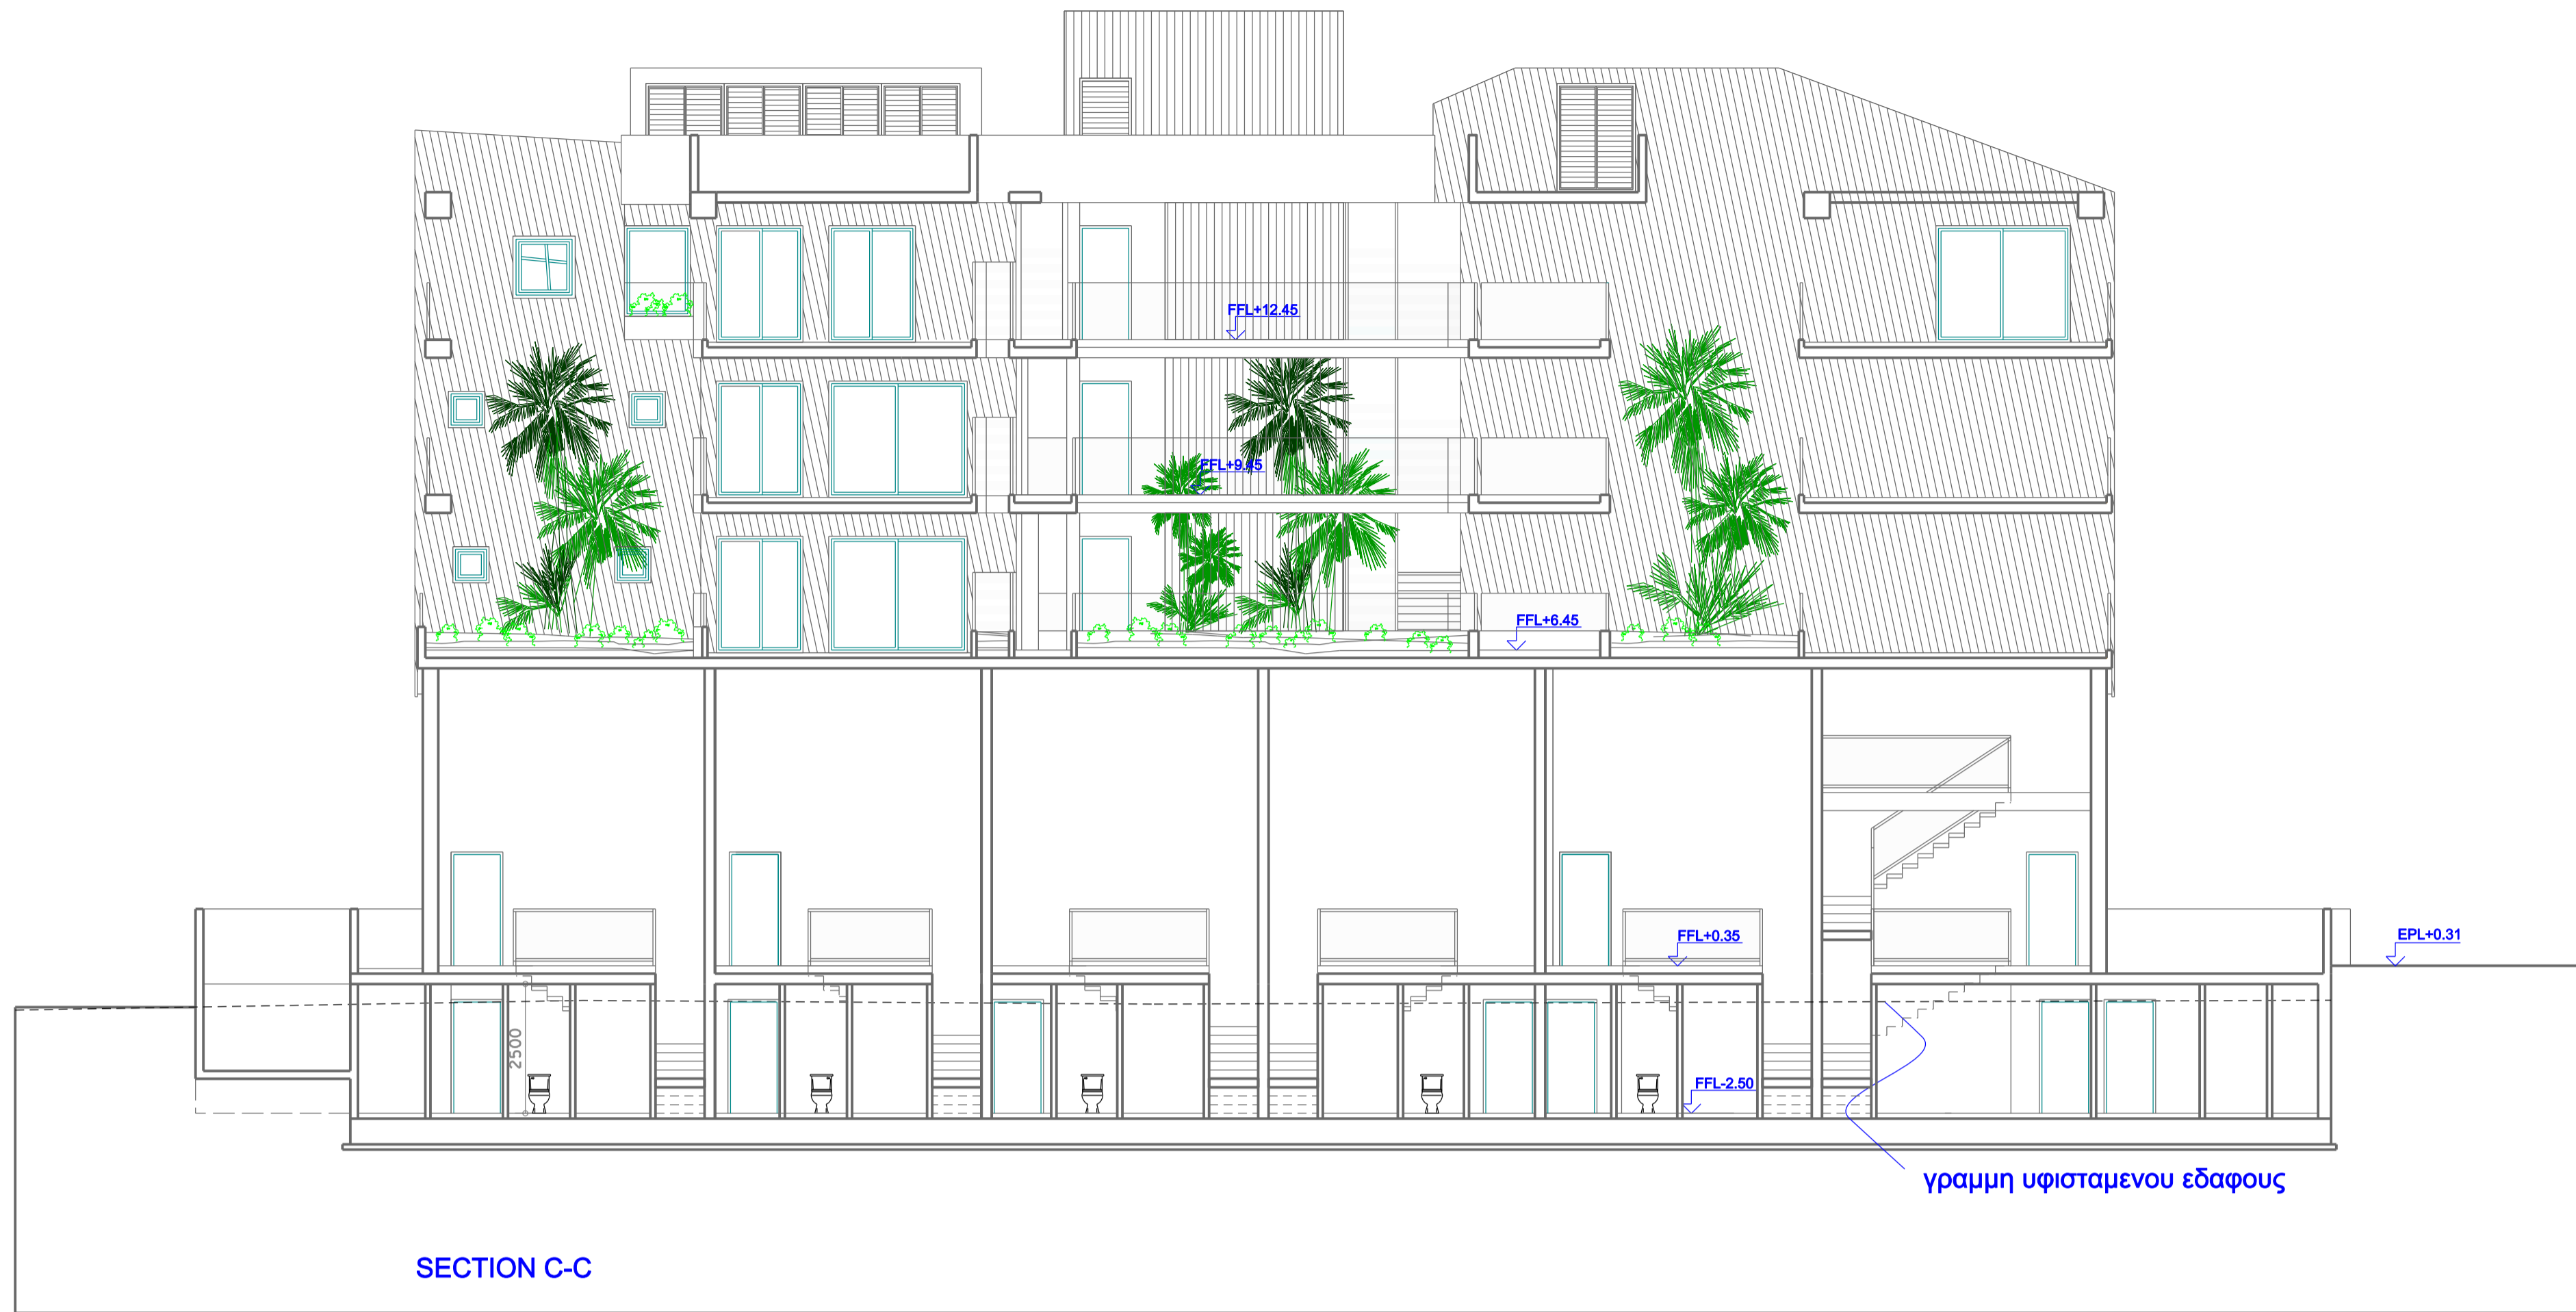 FFL+12.45
FFL+9.45
FFL+6.45
FFL+0.35
EPL+0.31
2500
FFL-2.50
γραμμη υφισταμενου εδαφους
SECTION C-C